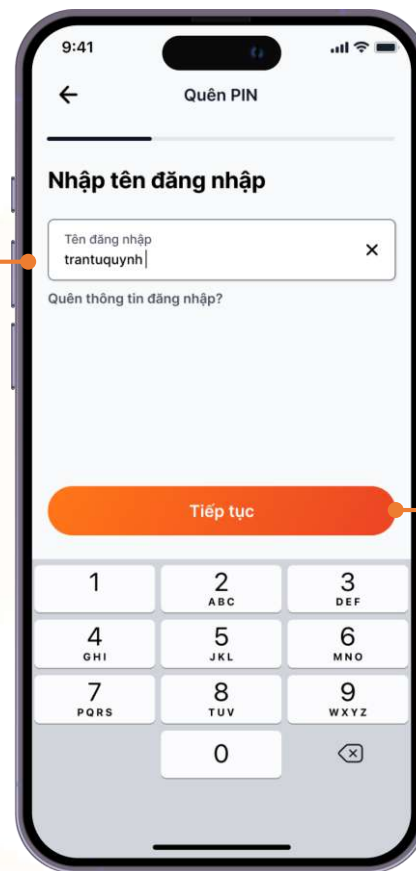 9:41
Quên PIN
Nhập tên đăng nhập
Tên đăng nhập
trantuquynh
Quên thông tin đăng nhập?
Tiếp tục
1
2
ABC
3
DEF
4
GHI
5
JKL
6
MNO
7
PQRS
8
TUV
9
WXYZ
0